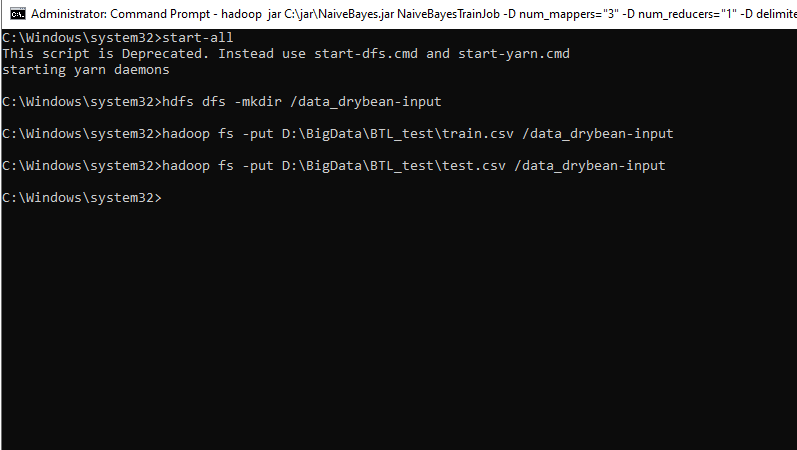 Administrator: Command Prompt - hadoop  jar C:\jar\NaiveBayes.jar NaiveBayesTrainJob -D num_mappers="3" -D num_reducers="1" -D delimite
C:\Windows\system32>start-all
This script is Deprecated. Instead use start-dfs.cmd and start-yarn.cmd
starting yarn daemons
C:\Windows\system32>hdfs dfs -mkdir /data_drybean-input
C:\Windows\system32>hadoop fs -put D:\BigData\BTL_test\train.csv /data_drybean-input
C:\Windows\system32>hadoop fs -put D:\BigData\BTL_test\test.csv /data_drybean-input
C:\Windows\system32>